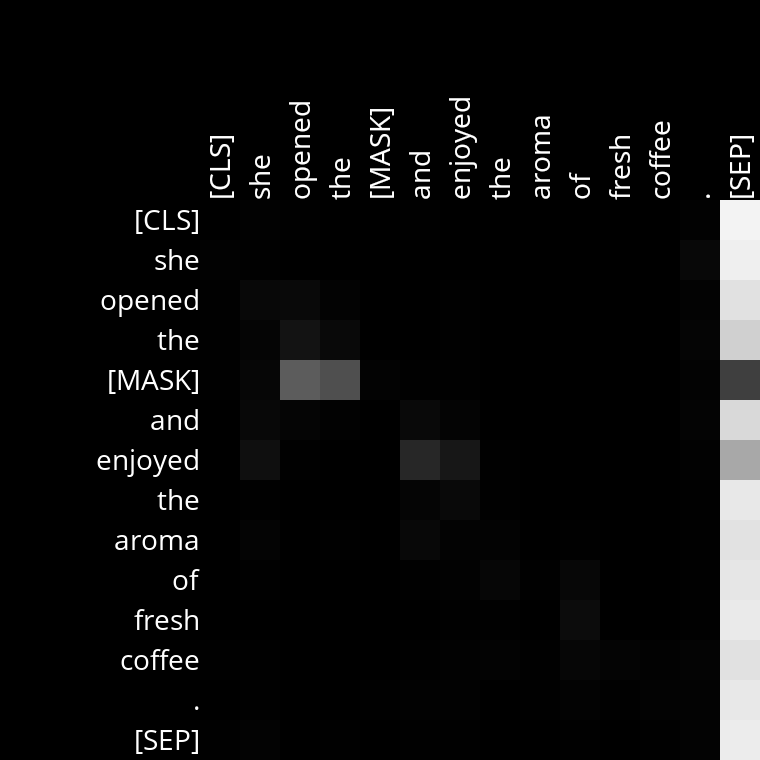 [CLS] she opened the [MASK] and enjoyed the aroma of fresh coffee . [SEP]
[CLS]
she
opened
the
[MASK]
and
enjoyed
the
aroma
of
fresh
coffee
.
[SEP]